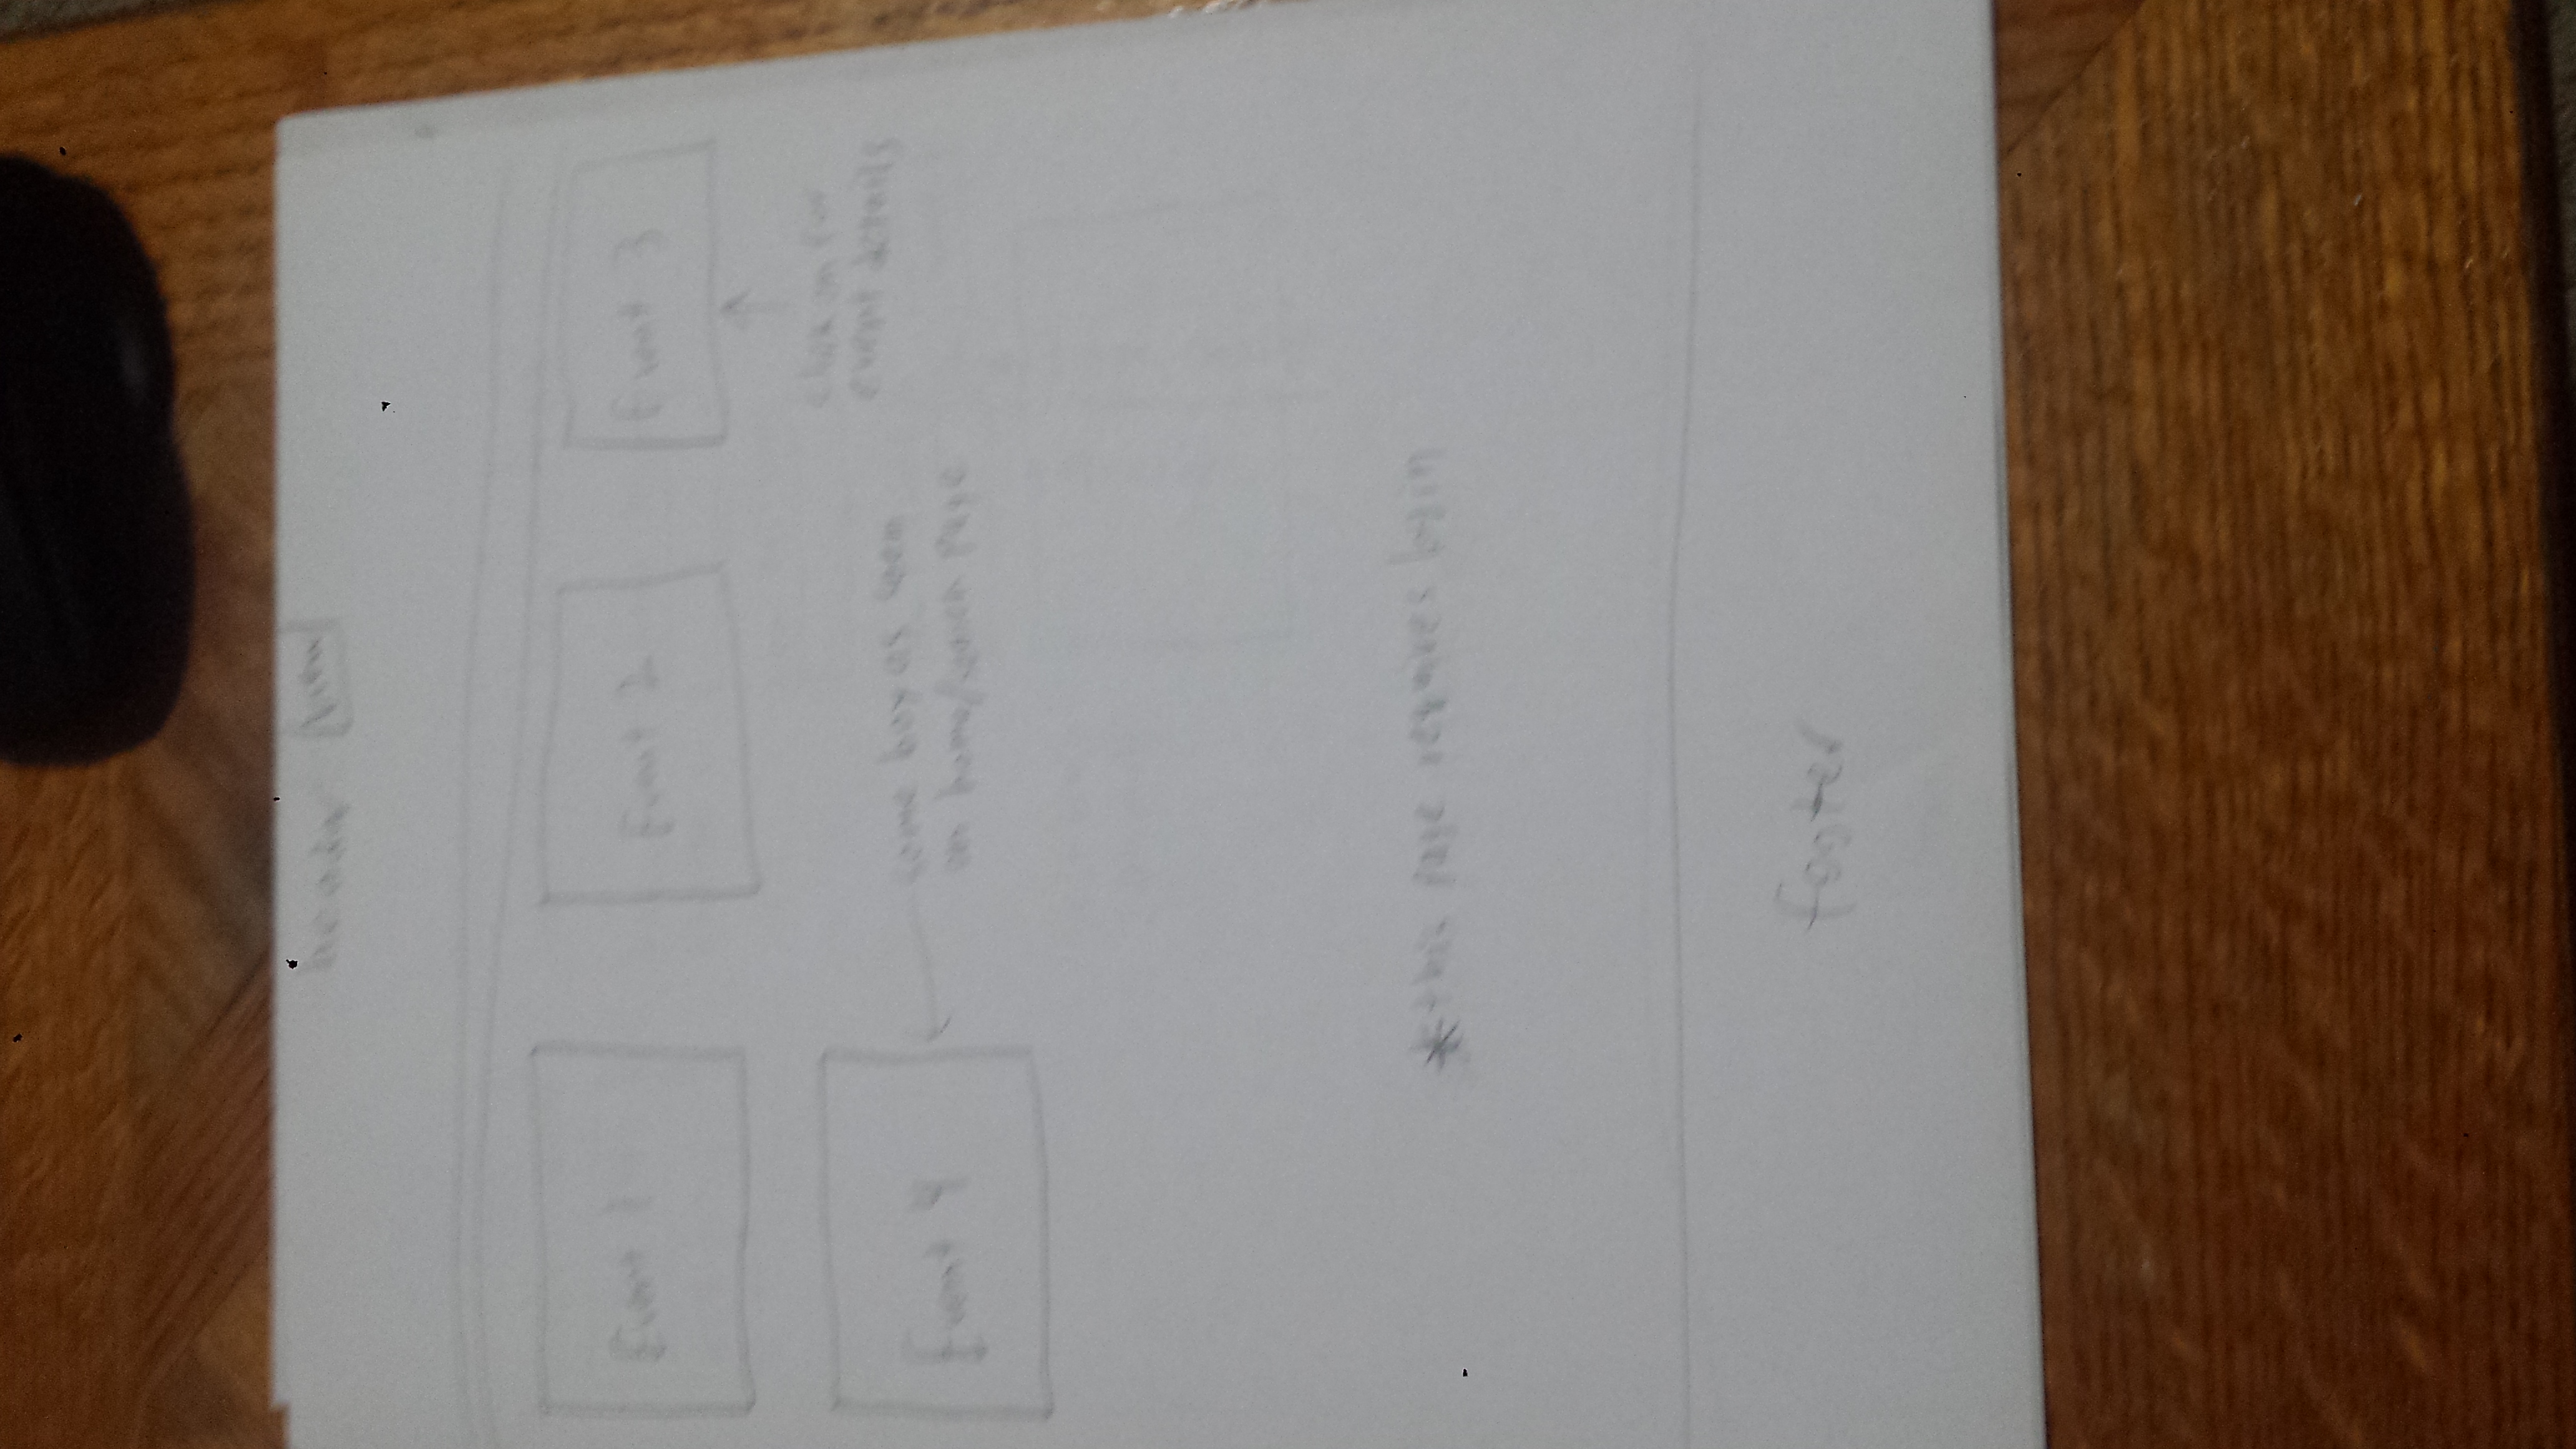 header
Event 1
Event 2
Event 3
click on for
event details
Event 4
same box as seen
on home/search page
*this page requires login
footer